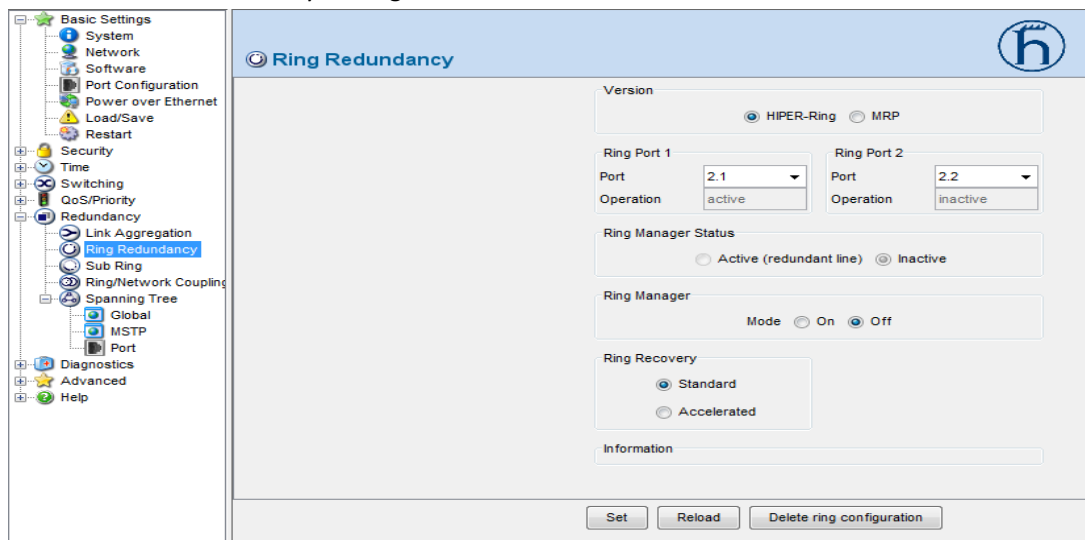 Basic Settings
System
Network
Software
Port Configuration
Power over Ethernet
Load/Save
Restart
Security
Time
Switching
QoS/Priority
Redundancy
Link Aggregation
Ring Redundancy
Sub Ring
Ring/Network Coupling
Spanning Tree
Global
MSTP
Port
Diagnostics
Advanced
Help
Ring Redundancy
Version
HIPER-Ring MRP
Ring Port 1 Ring Port 2
Port 2.1 Port 2.2
Operation active Operation inactive
Ring Manager Status
Active (redundant line) Inactive
Ring Manager
Mode On Off
Ring Recovery
Standard
Accelerated
Information
Set Reload Delete ring configuration